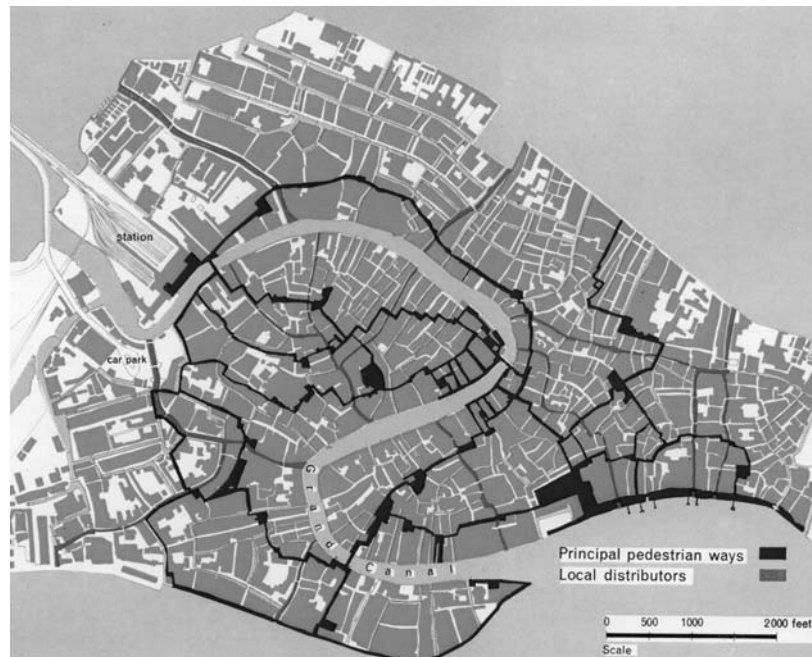 station
car park
Grand
Canal
Principal pedestrian ways
Local distributors
0 500 1000 2000 feet
Scale